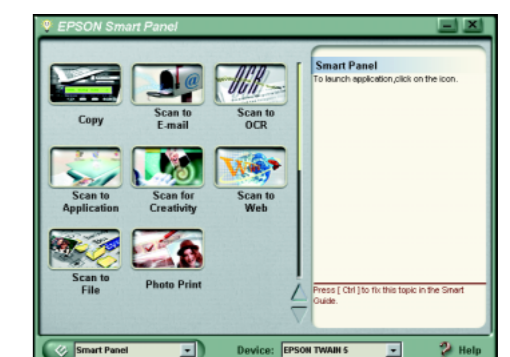 EPSON Smart Panel
Copy
Scan to
E-mail
Scan to
OCR
Scan to
Application
Scan for
Creativity
Scan to
Web
Scan to
File
Photo Print
Smart Panel
To launch application,click on the icon.
Press [ Ctrl ]to fix this topic in the Smart
Guide.
Smart Panel
Device:
EPSON TWAIN 5
Help